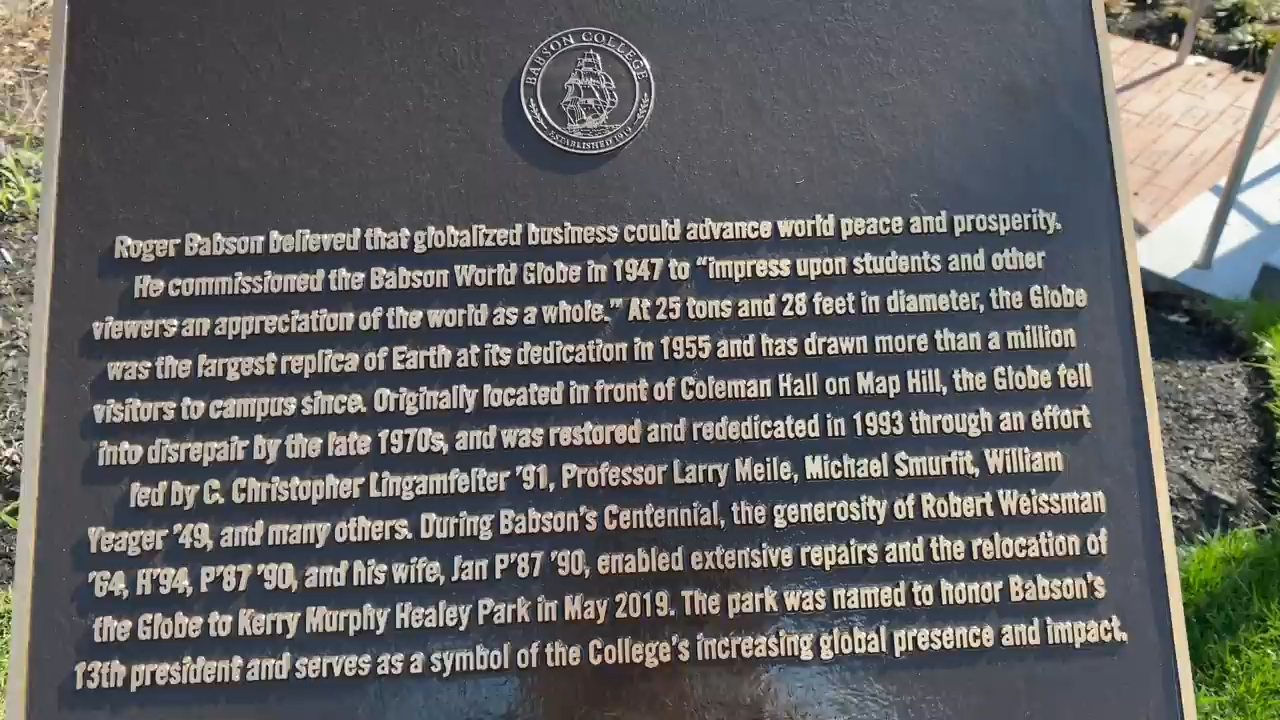 BABSON COLLEGE
ESTABLISHED 1919
Roger Babson believed that globalized business could advance world peace and prosperity.
He commissioned the Babson World Globe in 1947 to “impress upon students and other
viewers an appreciation of the world as a whole.” At 25 tons and 28 feet in diameter, the Globe
was the largest replica of Earth at its dedication in 1955 and has drawn more than a million
visitors to campus since. Originally located in front of Coleman Hall on Map Hill, the Globe fell
into disrepair by the late 1970s, and was restored and rededicated in 1993 through an effort
led by C. Christopher Lingamfelter ’91, Professor Larry Meile, Michael Smurfit, William
Yeager ’49, and many others. During Babson’s Centennial, the generosity of Robert Weissman
’64, H’94, P’87 ’90, and his wife, Jan P’87 ’90, enabled extensive repairs and the relocation of
the Globe to Kerry Murphy Healey Park in May 2019. The park was named to honor Babson’s
13th president and serves as a symbol of the College’s increasing global presence and impact.